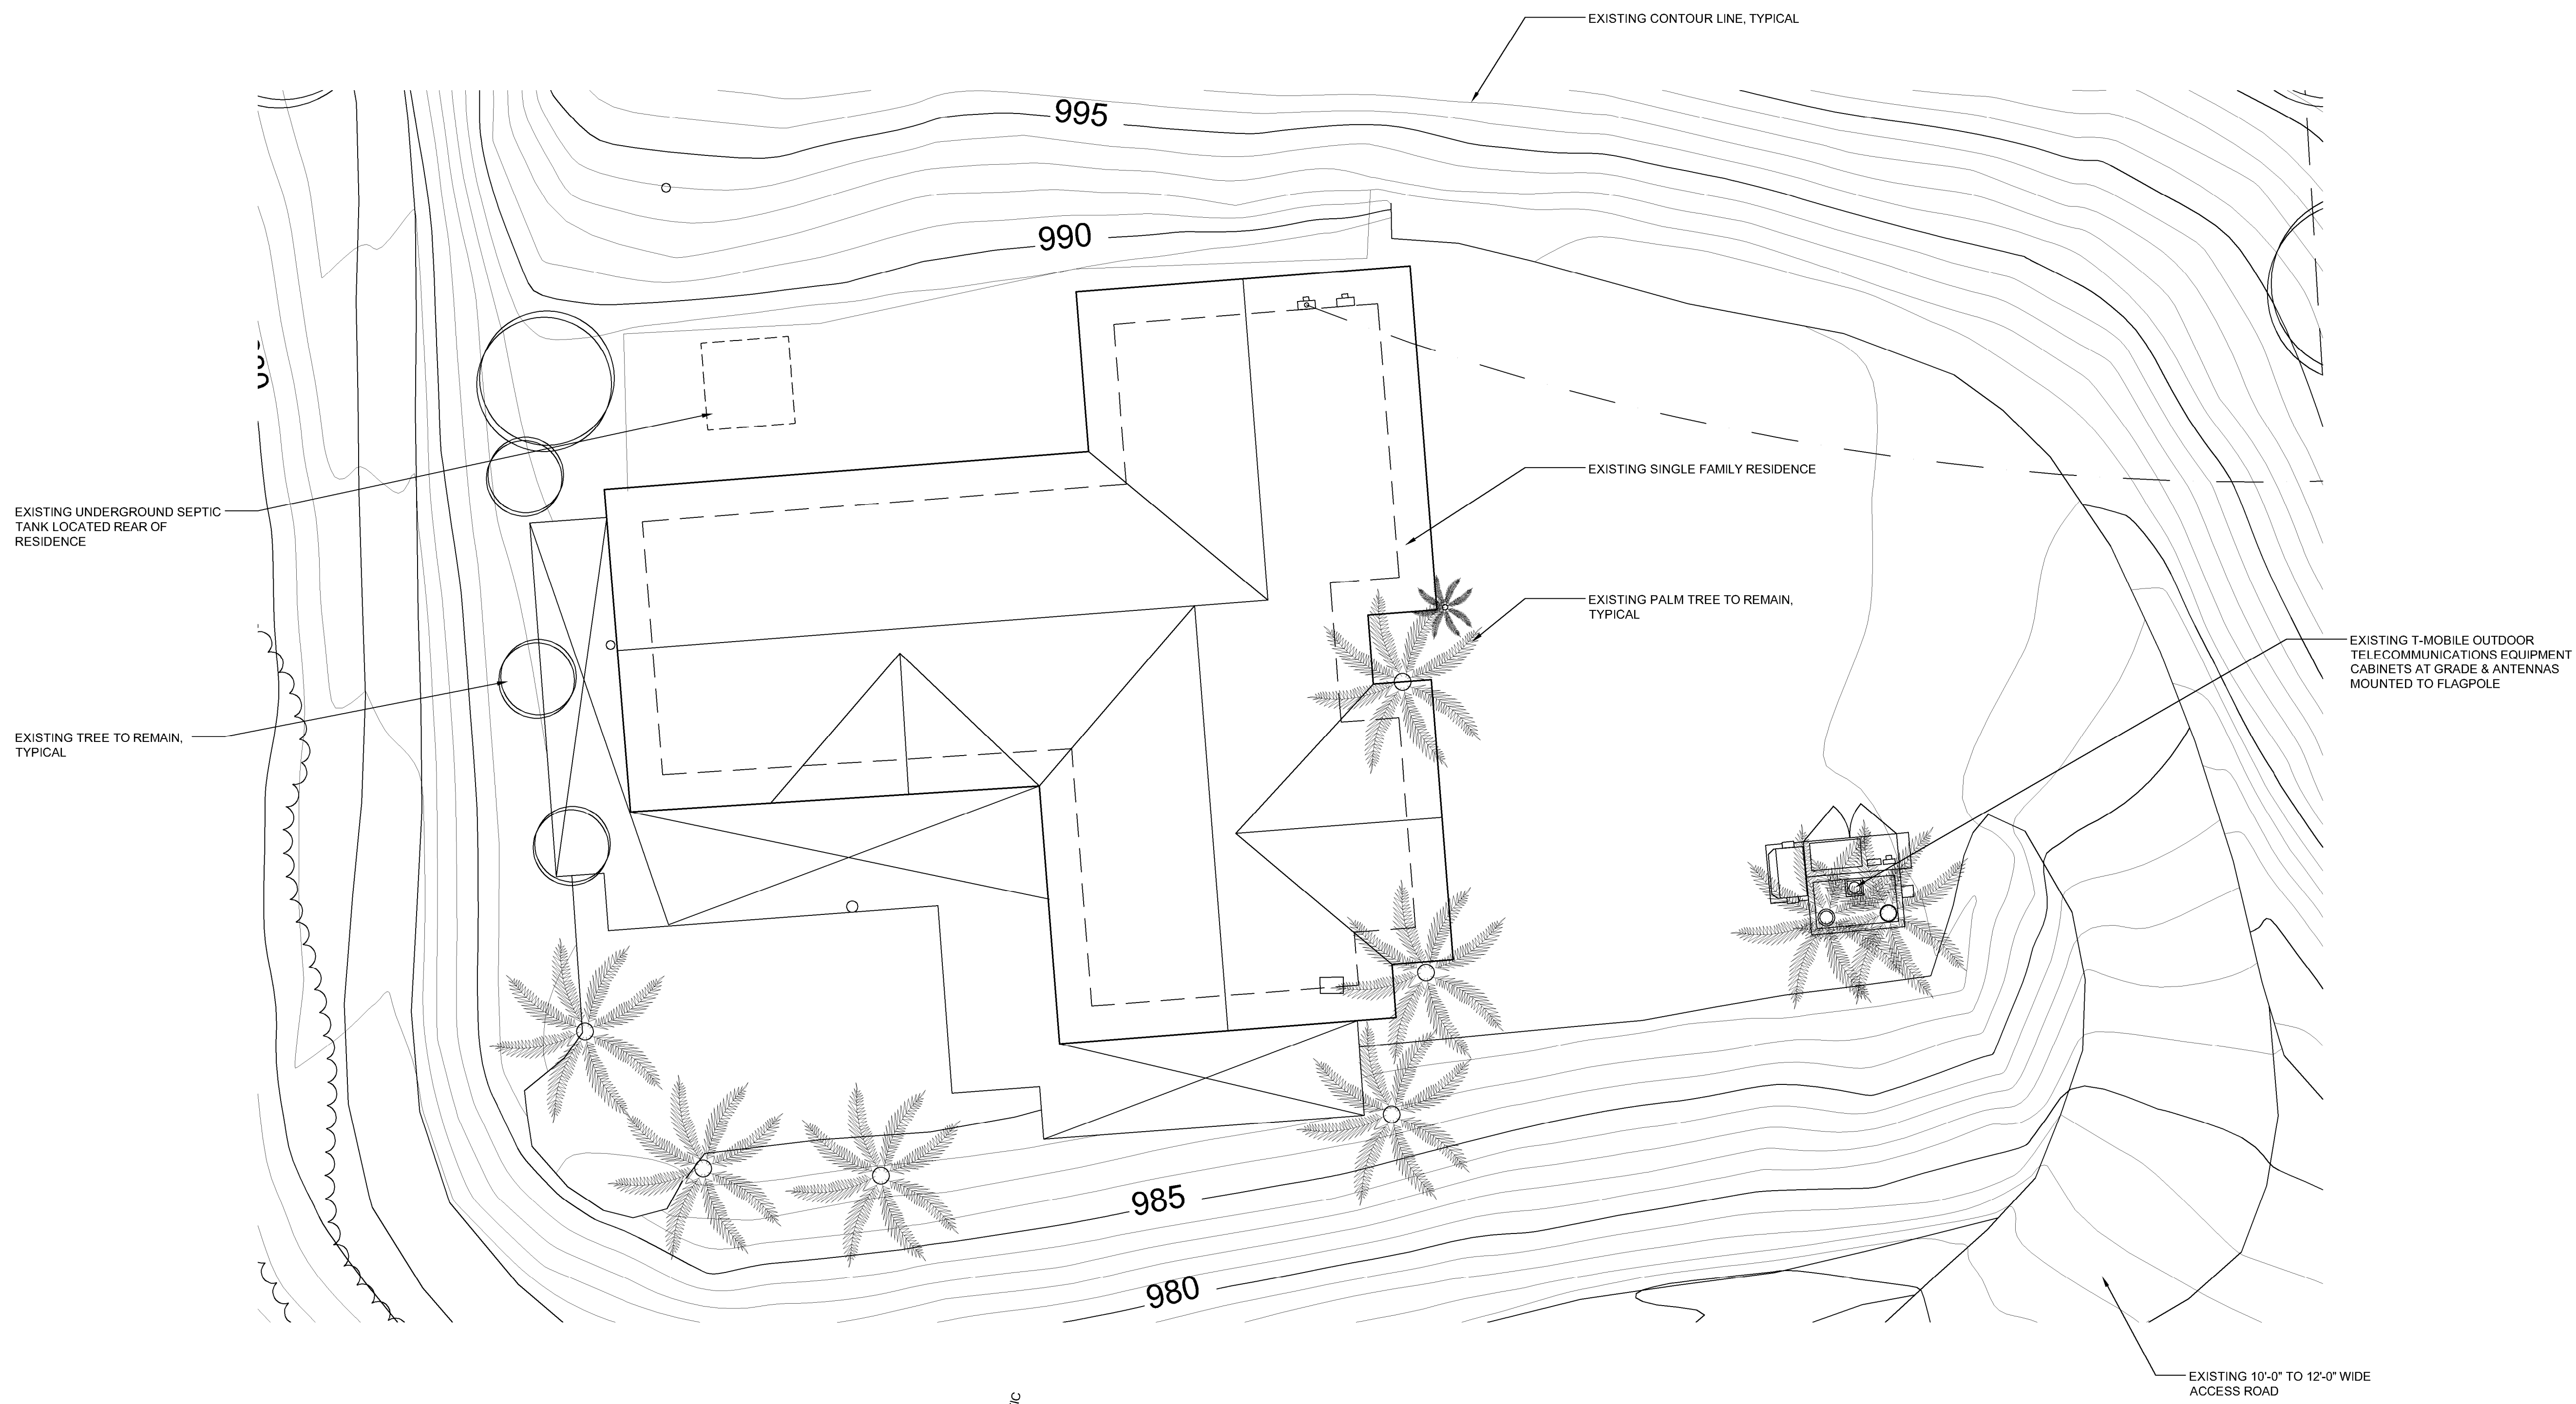 EXISTING CONTOUR LINE, TYPICAL
995
990
EXISTING SINGLE FAMILY RESIDENCE
EXISTING UNDERGROUND SEPTIC
TANK LOCATED REAR OF
RESIDENCE
EXISTING PALM TREE TO REMAIN,
TYPICAL
EXISTING T-MOBILE OUTDOOR
TELECOMMUNICATIONS EQUIPMENT
CABINETS AT GRADE & ANTENNAS
MOUNTED TO FLAGPOLE
EXISTING TREE TO REMAIN,
TYPICAL
985
980
EXISTING 10'-0" TO 12'-0" WIDE
ACCESS ROAD